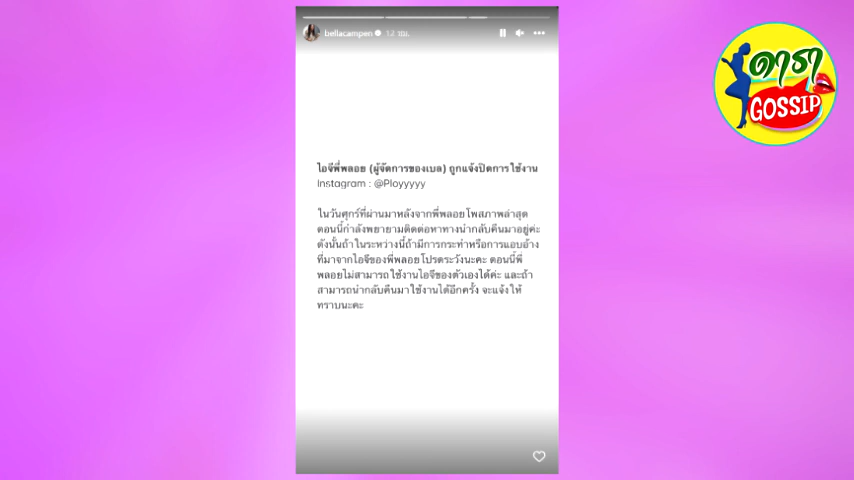 bellacampen 12 ชม.
ดารา
GOSSIP
ไอจีพี่พลอย (ผู้จัดการของเบล) ถูกแจ้งปิดการใช้งาน
Instagram : @Ployyyyy
ในวันศุกร์ที่ผ่านมาหลังจากพี่พลอยโพสภาพล่าสุด
ตอนนี้กำลังพยายามติดต่อหาทางนำกลับคืนมาอยู่ค่ะ
ดังนั้นถ้าในระหว่างนี้ถ้ามีการกระทำหรือการแอบอ้าง
ที่มาจากไอจีของพี่พลอยโปรดระวังนะคะ ตอนนี้พี่
พลอยไม่สามารถใช้งานไอจีของตัวเองได้ค่ะ และถ้า
สามารถนำกลับคืนมาใช้งานได้อีกครั้ง จะแจ้งให้
ทราบนะคะ